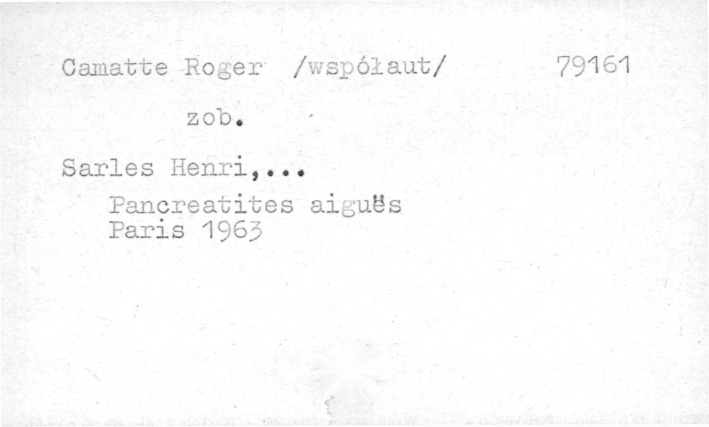 Camatte Roger /współaut/ 79161
zob.
Sarles Henri,...
Pancreatites aiguës
Paris 1963